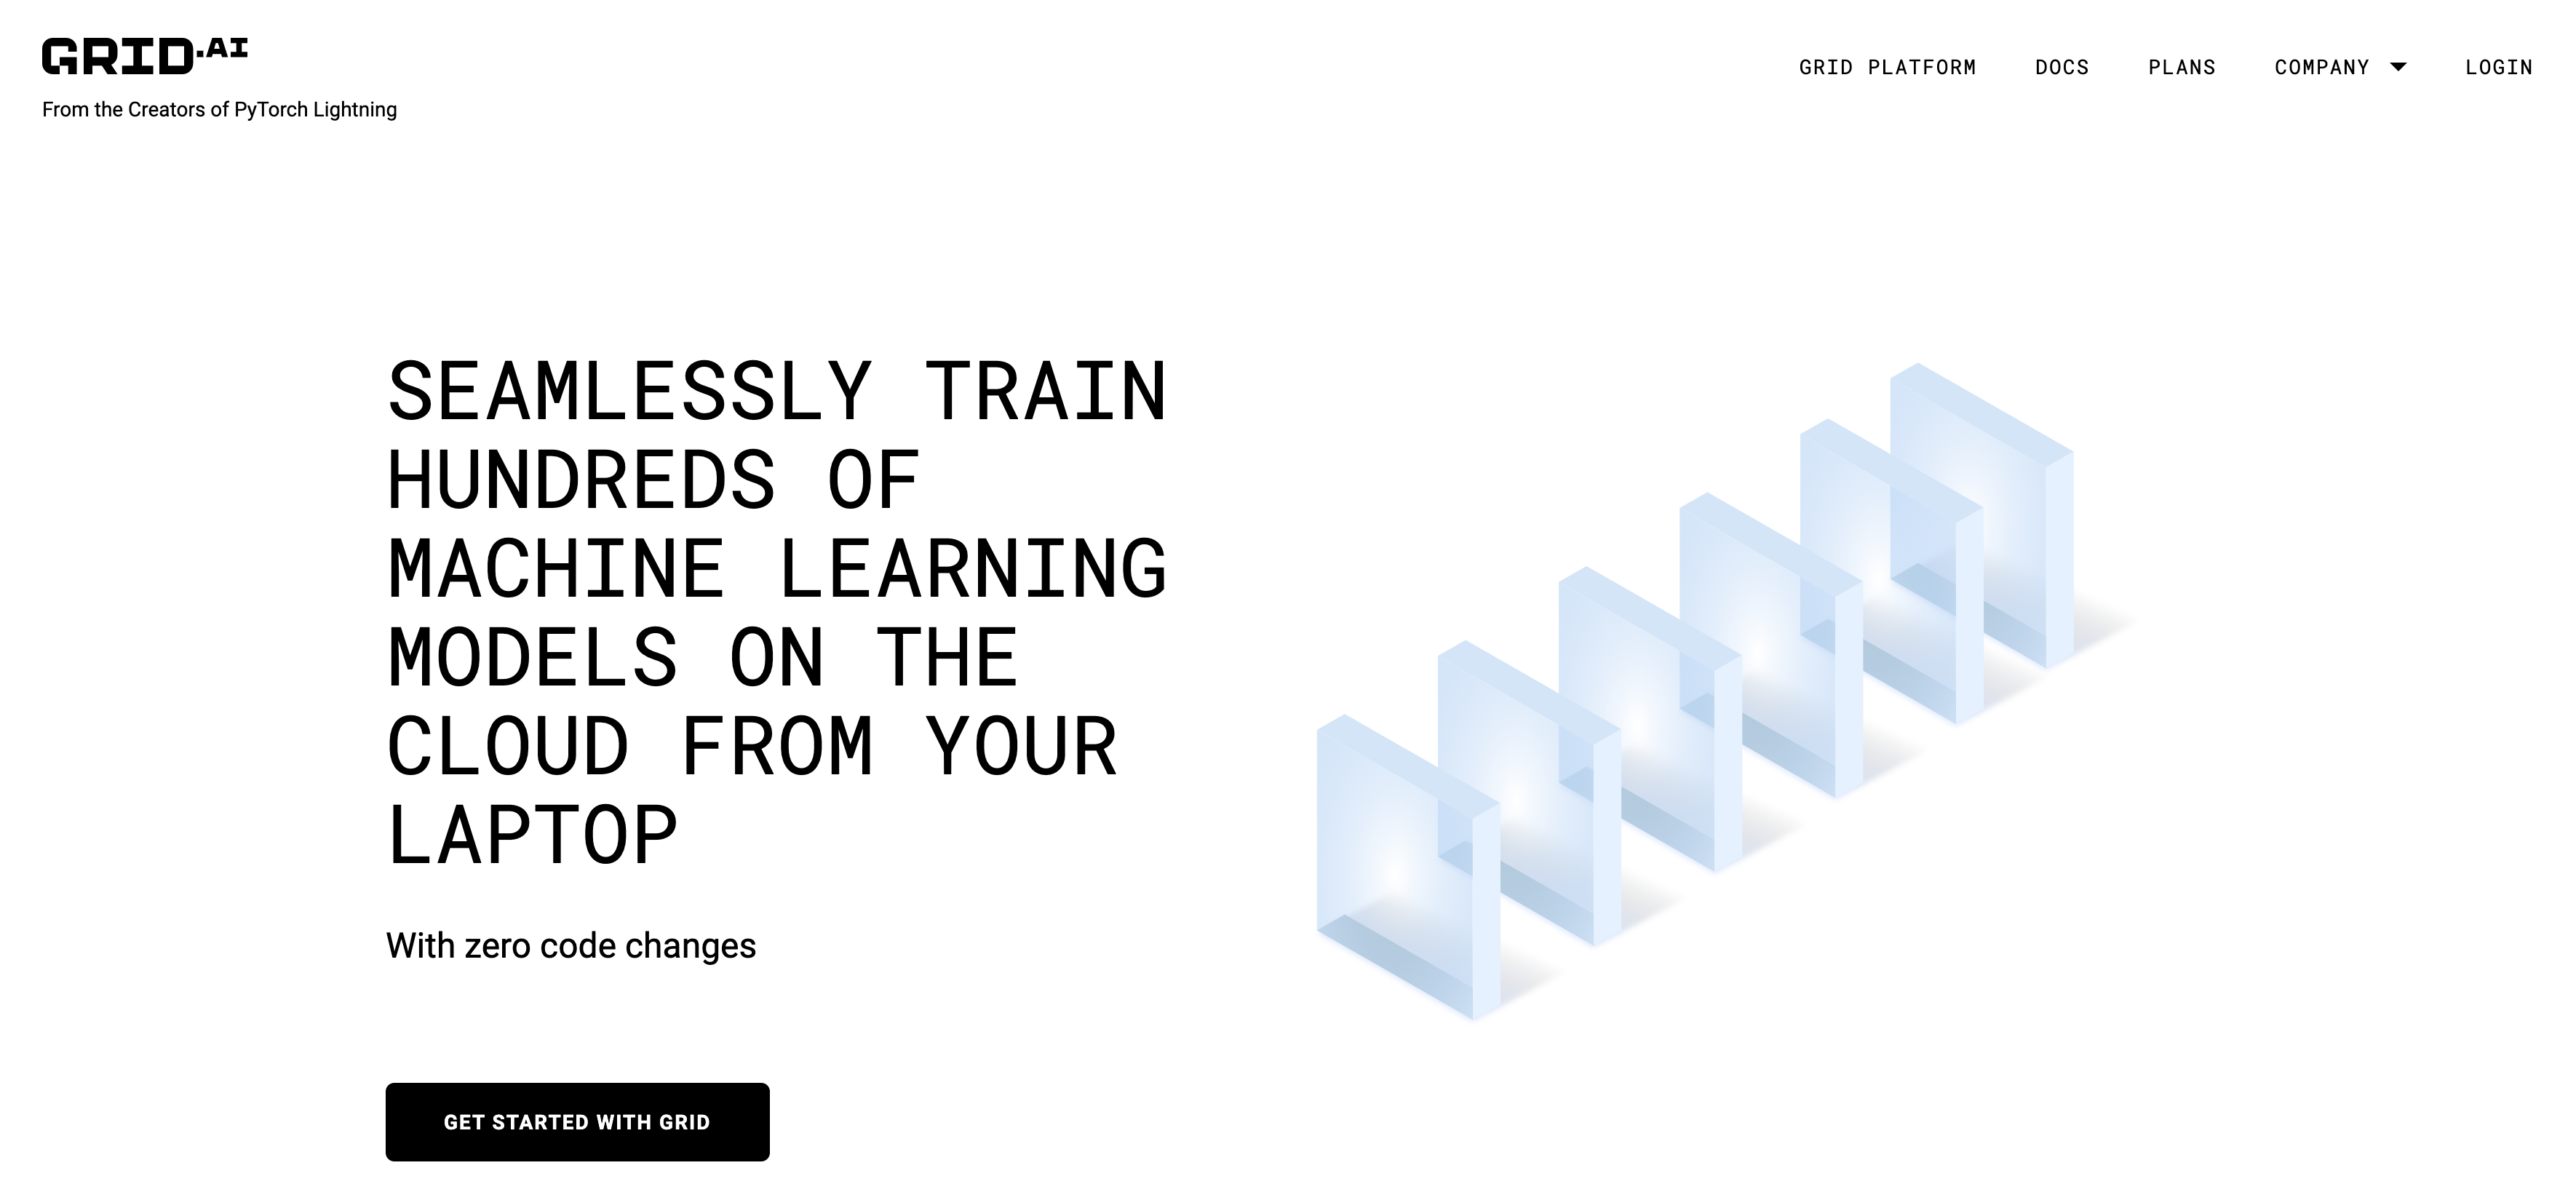 GRID.AI
From the Creators of PyTorch Lightning
GRID PLATFORM DOCS PLANS COMPANY LOGIN
SEAMLESSLY TRAIN
HUNDREDS OF
MACHINE LEARNING
MODELS ON THE
CLOUD FROM YOUR
LAPTOP
With zero code changes
GET STARTED WITH GRID